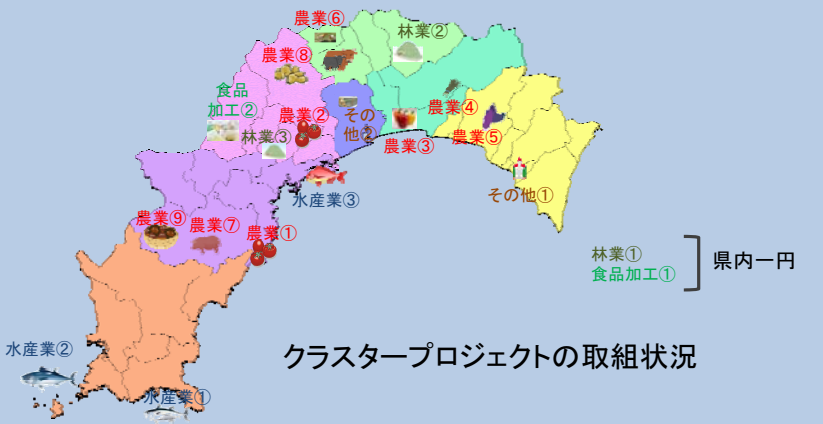 農業⑥
林業②
農業⑧
食品
加工②
農業②
その
他②
農業④
林業③
農業③
農業⑤
水産業③
その他①
農業⑨
農業⑦
農業①
林業①
食品加工①
県内一円
水産業②
クラスタープロジェクトの取組状況
水産業①